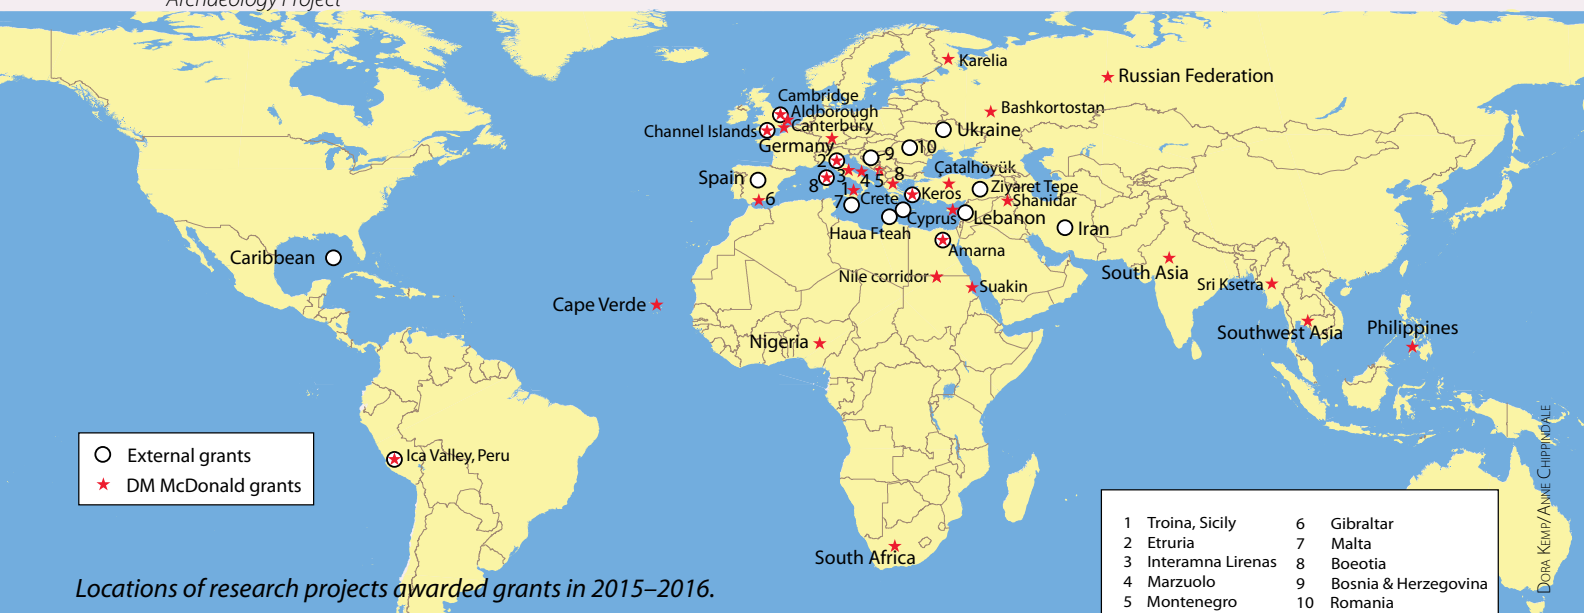 Archaeology Project
Karelia
Russian Federation
Cambridge
Aldborough
Bashkortostan
Channel Islands
Canterbury
Ukraine
Germany
10
9
2
Çatalhöyük
Spain
8
3
4
5
8
Ziyaret Tepe
Keros
Shanidar
6
1
7
Crete
Cyprus
Lebanon
Haua Fteah
Iran
Amarna
Caribbean
Nile corridor
South Asia
Suakin
Sri Ksetra
Cape Verde
Southwest Asia
Philippines
Nigeria
External grants
Ica Valley, Peru
DM McDonald grants
South Africa
1 Troina, Sicily 6 Gibraltar
2 Etruria 7 Malta
3 Interamna Lirenas 8 Boeotia
4 Marzuolo 9 Bosnia & Herzegovina
5 Montenegro 10 Romania
Locations of research projects awarded grants in 2015–2016.
DORA KEMP/ANNE CHIPPINDALE